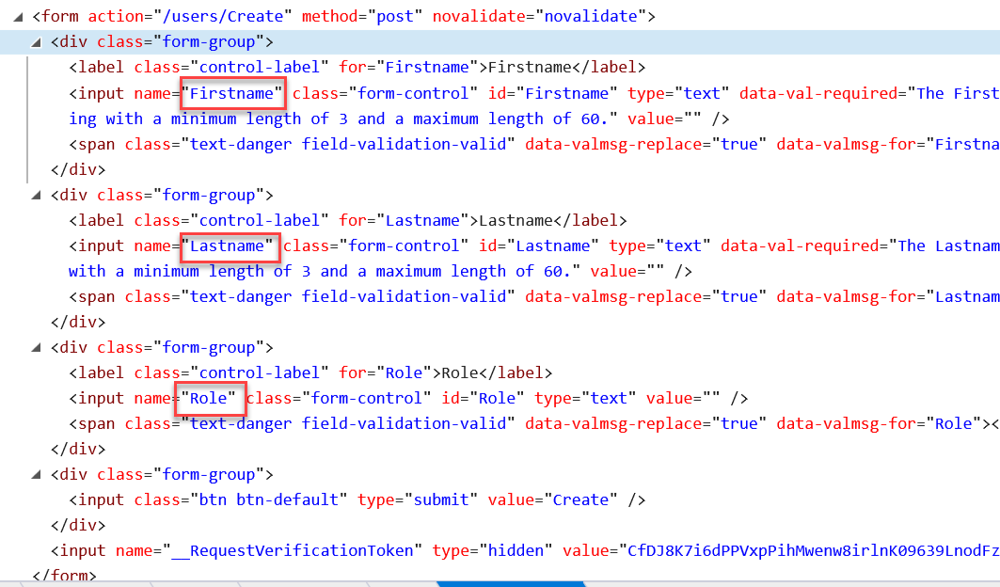 <form action="/users/Create" method="post" novalidate="novalidate">
<div class="form-group">
<label class="control-label" for="Firstname">Firstname</label>
<input name="Firstname" class="form-control" id="Firstname" type="text" data-val-required="The First
ing with a minimum length of 3 and a maximum length of 60." value="" />
<span class="text-danger field-validation-valid" data-valmsg-replace="true" data-valmsg-for="Firstna
</div>
<div class="form-group">
<label class="control-label" for="Lastname">Lastname</label>
<input name="Lastname" class="form-control" id="Lastname" type="text" data-val-required="The Lastnam
with a minimum length of 3 and a maximum length of 60." value="" />
<span class="text-danger field-validation-valid" data-valmsg-replace="true" data-valmsg-for="Lastnam
</div>
<div class="form-group">
<label class="control-label" for="Role">Role</label>
<input name="Role" class="form-control" id="Role" type="text" value="" />
<span class="text-danger field-validation-valid" data-valmsg-replace="true" data-valmsg-for="Role"><
</div>
<div class="form-group">
<input class="btn btn-default" type="submit" value="Create" />
</div>
<input name="__RequestVerificationToken" type="hidden" value="CfDJ8K7i6dPPVxpPihMwenw8irlnK09639LnodFz
</form>